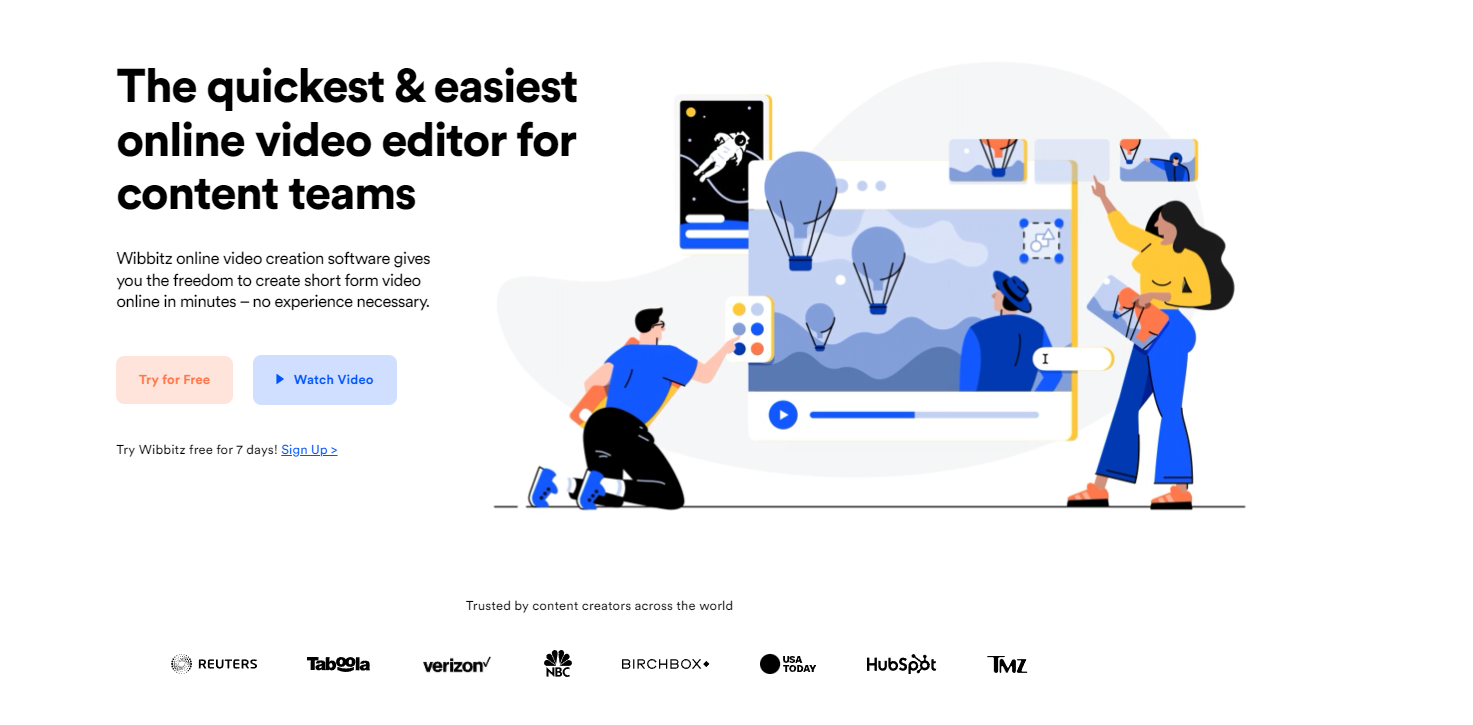 The quickest & easiest
online video editor for
content teams
Wibbitz online video creation software gives
you the freedom to create short form video
online in minutes – no experience necessary.
Try for Free
Watch Video
Try Wibbitz free for 7 days! Sign Up >
Trusted by content creators across the world
REUTERS
Taboola
verizon✓
NBC
BIRCHBOX
USA
TODAY
HubSpot
TMZ